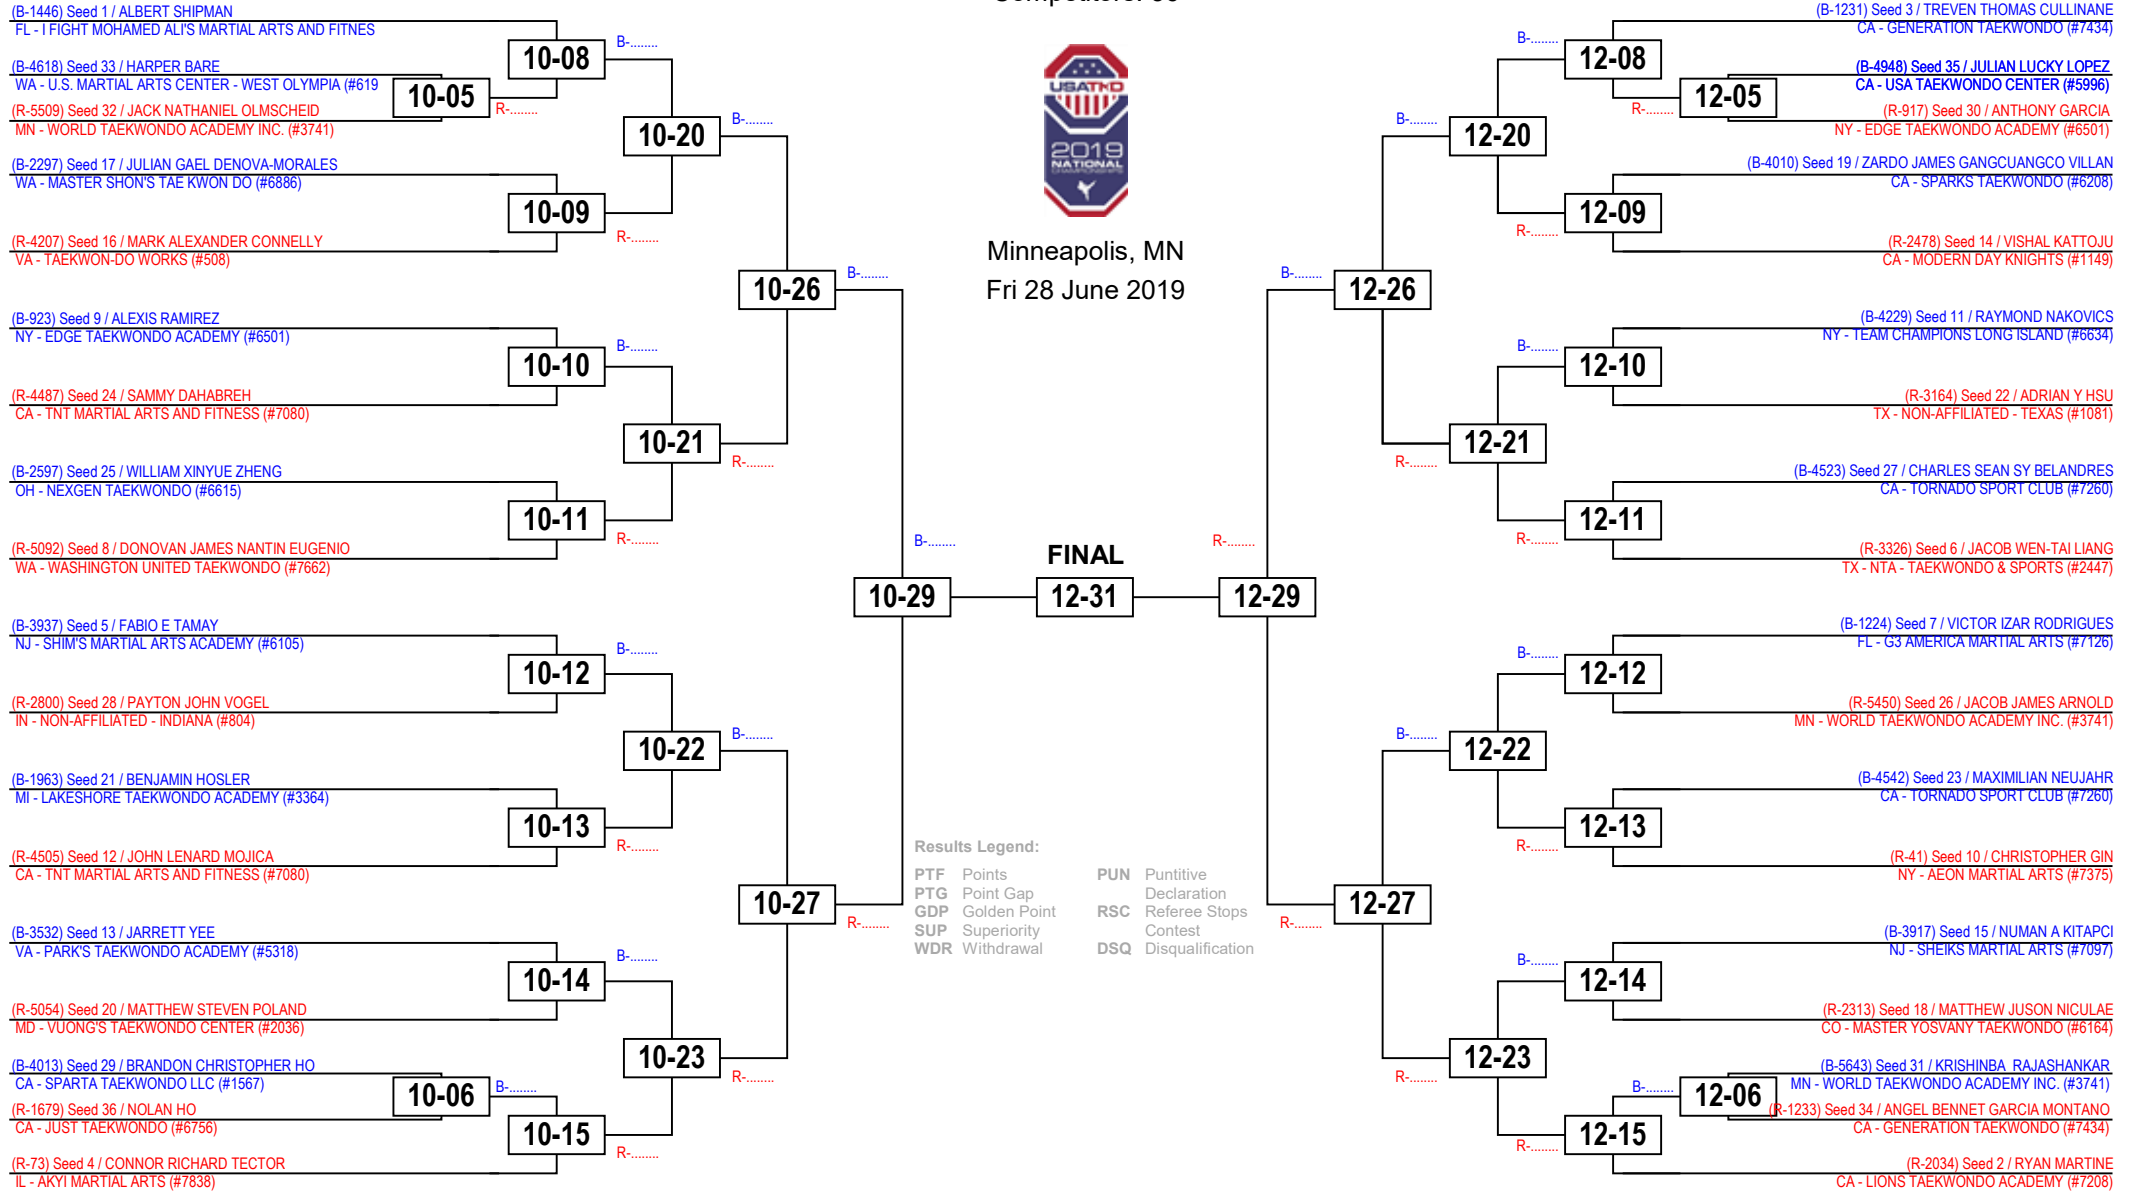 (B-1446) Seed 1 / ALBERT SHIPMAN
FL - I FIGHT MOHAMED ALI'S MARTIAL ARTS AND FITNES
10-08
B-........
(B-4618) Seed 33 / HARPER BARE
WA - U.S. MARTIAL ARTS CENTER - WEST OLYMPIA (#619
10-05
R-........
(R-5509) Seed 32 / JACK NATHANIEL OLMSCHEID
MN - WORLD TAEKWONDO ACADEMY INC. (#3741)
10-20
B-........
(B-2297) Seed 17 / JULIAN GAEL DENOVA-MORALES
WA - MASTER SHON'S TAE KWON DO (#6886)
10-09
R-........
(R-4207) Seed 16 / MARK ALEXANDER CONNELLY
VA - TAEKWON-DO WORKS (#508)
10-26
B-........
(B-923) Seed 9 / ALEXIS RAMIREZ
NY - EDGE TAEKWONDO ACADEMY (#6501)
10-10
B-........
(R-4487) Seed 24 / SAMMY DAHABREH
CA - TNT MARTIAL ARTS AND FITNESS (#7080)
10-21
R-........
(B-2597) Seed 25 / WILLIAM XINYUE ZHENG
OH - NEXGEN TAEKWONDO (#6615)
10-11
R-........
(R-5092) Seed 8 / DONOVAN JAMES NANTIN EUGENIO
WA - WASHINGTON UNITED TAEKWONDO (#7662)
B-........
10-29
(B-3937) Seed 5 / FABIO E TAMAY
NJ - SHIM'S MARTIAL ARTS ACADEMY (#6105)
10-12
B-........
(R-2800) Seed 28 / PAYTON JOHN VOGEL
IN - NON-AFFILIATED - INDIANA (#804)
10-22
B-........
(B-1963) Seed 21 / BENJAMIN HOSLER
MI - LAKESHORE TAEKWONDO ACADEMY (#3364)
10-13
R-........
(R-4505) Seed 12 / JOHN LENARD MOJICA
CA - TNT MARTIAL ARTS AND FITNESS (#7080)
10-27
R-........
(B-3532) Seed 13 / JARRETT YEE
VA - PARK'S TAEKWONDO ACADEMY (#5318)
10-14
B-........
(R-5054) Seed 20 / MATTHEW STEVEN POLAND
MD - VUONG'S TAEKWONDO CENTER (#2036)
10-23
R-........
(B-4013) Seed 29 / BRANDON CHRISTOPHER HO
CA - SPARTA TAEKWONDO LLC (#1567)
10-06
B-........
(R-1679) Seed 36 / NOLAN HO
CA - JUST TAEKWONDO (#6756)
10-15
R-........
(R-73) Seed 4 / CONNOR RICHARD TECTOR
IL - AKYI MARTIAL ARTS (#7838)
USATKD
2019
NATIONAL
CHAMPIONSHIPS
Minneapolis, MN
Fri 28 June 2019
FINAL
12-31
Results Legend:
PTF Points
PTG Point Gap
GDP Golden Point
SUP Superiority
WDR Withdrawal
PUN Puntitive
Declaration
RSC Referee Stops
Contest
DSQ Disqualification
(B-1231) Seed 3 / TREVEN THOMAS CULLINANE
CA - GENERATION TAEKWONDO (#7434)
B-........
12-08
(B-4948) Seed 35 / JULIAN LUCKY LOPEZ
CA - USA TAEKWONDO CENTER (#5996)
R-........
12-05
(R-917) Seed 30 / ANTHONY GARCIA
NY - EDGE TAEKWONDO ACADEMY (#6501)
B-........
12-20
(B-4010) Seed 19 / ZARDO JAMES GANGCUANGCO VILLAN
CA - SPARKS TAEKWONDO (#6208)
12-09
R-........
(R-2478) Seed 14 / VISHAL KATTOJU
CA - MODERN DAY KNIGHTS (#1149)
B-........
12-26
(B-4229) Seed 11 / RAYMOND NAKOVICS
NY - TEAM CHAMPIONS LONG ISLAND (#6634)
B-........
12-10
(R-3164) Seed 22 / ADRIAN Y HSU
TX - NON-AFFILIATED - TEXAS (#1081)
12-21
R-........
(B-4523) Seed 27 / CHARLES SEAN SY BELANDRES
CA - TORNADO SPORT CLUB (#7260)
12-11
R-........
(R-3326) Seed 6 / JACOB WEN-TAI LIANG
TX - NTA - TAEKWONDO & SPORTS (#2447)
R-........
12-29
(B-1224) Seed 7 / VICTOR IZAR RODRIGUES
FL - G3 AMERICA MARTIAL ARTS (#7126)
B-........
12-12
(R-5450) Seed 26 / JACOB JAMES ARNOLD
MN - WORLD TAEKWONDO ACADEMY INC. (#3741)
B-........
12-22
(B-4542) Seed 23 / MAXIMILIAN NEUJAHR
CA - TORNADO SPORT CLUB (#7260)
12-13
R-........
(R-41) Seed 10 / CHRISTOPHER GIN
NY - AEON MARTIAL ARTS (#7375)
12-27
R-........
(B-3917) Seed 15 / NUMAN A KITAPCI
NJ - SHEIKS MARTIAL ARTS (#7097)
B-........
12-14
(R-2313) Seed 18 / MATTHEW JUSON NICULAE
CO - MASTER YOSVANY TAEKWONDO (#6164)
12-23
R-........
(B-5643) Seed 31 / KRISHINBA RAJASHANKAR
MN - WORLD TAEKWONDO ACADEMY INC. (#3741)
B-........
12-06
(R-1233) Seed 34 / ANGEL BENNET GARCIA MONTANO
CA - GENERATION TAEKWONDO (#7434)
12-15
R-........
(R-2034) Seed 2 / RYAN MARTINE
CA - LIONS TAEKWONDO ACADEMY (#7208)